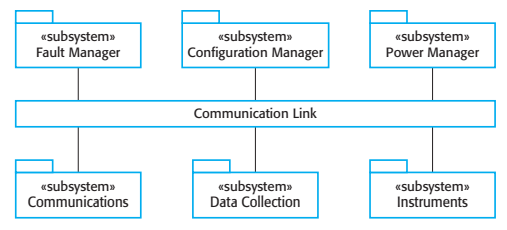 «subsystem»
Fault Manager
«subsystem»
Configuration Manager
«subsystem»
Power Manager
Communication Link
«subsystem»
Communications
«subsystem»
Data Collection
«subsystem»
Instruments